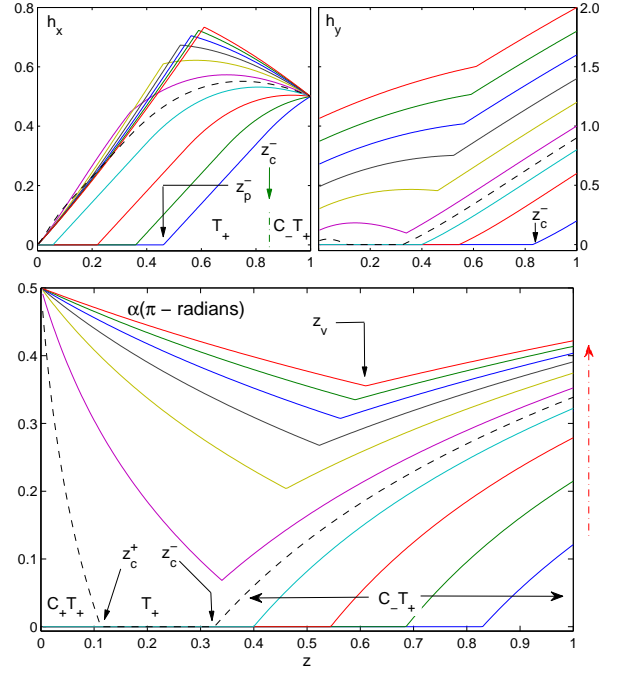 h_x
0.8
0.6
0.4
0.2
0
z_p^-
z_c^-
T_+
C_-T_+
0 0.2 0.4 0.6 0.8 1
h_y
2.0
1.5
1.0
0.5
0
z_c^-
0 0.2 0.4 0.6 0.8 1
α(π − radians)
0.5
0.4
0.3
0.2
0.1
0
z_v
z_c^+
z_c^-
C_+T_+
T_+
C_-T_+
0 0.1 0.2 0.3 0.4 0.5 0.6 0.7 0.8 0.9 1
z